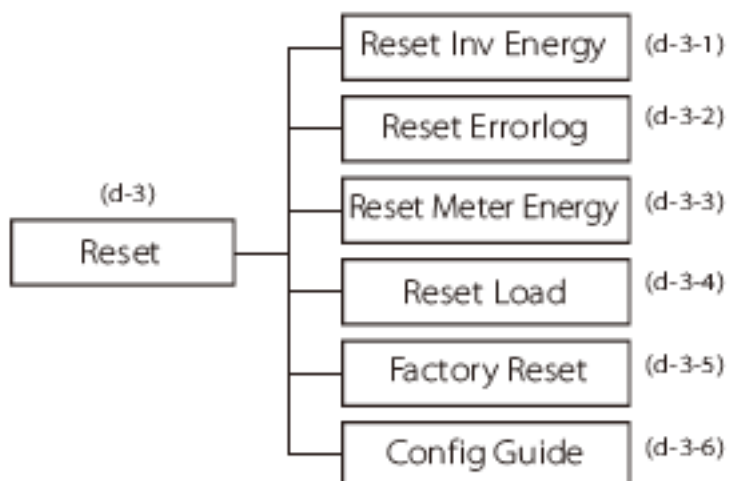 (d-3)
Reset
Reset Inv Energy (d-3-1)
Reset Errorlog (d-3-2)
Reset Meter Energy (d-3-3)
Reset Load (d-3-4)
Factory Reset (d-3-5)
Config Guide (d-3-6)